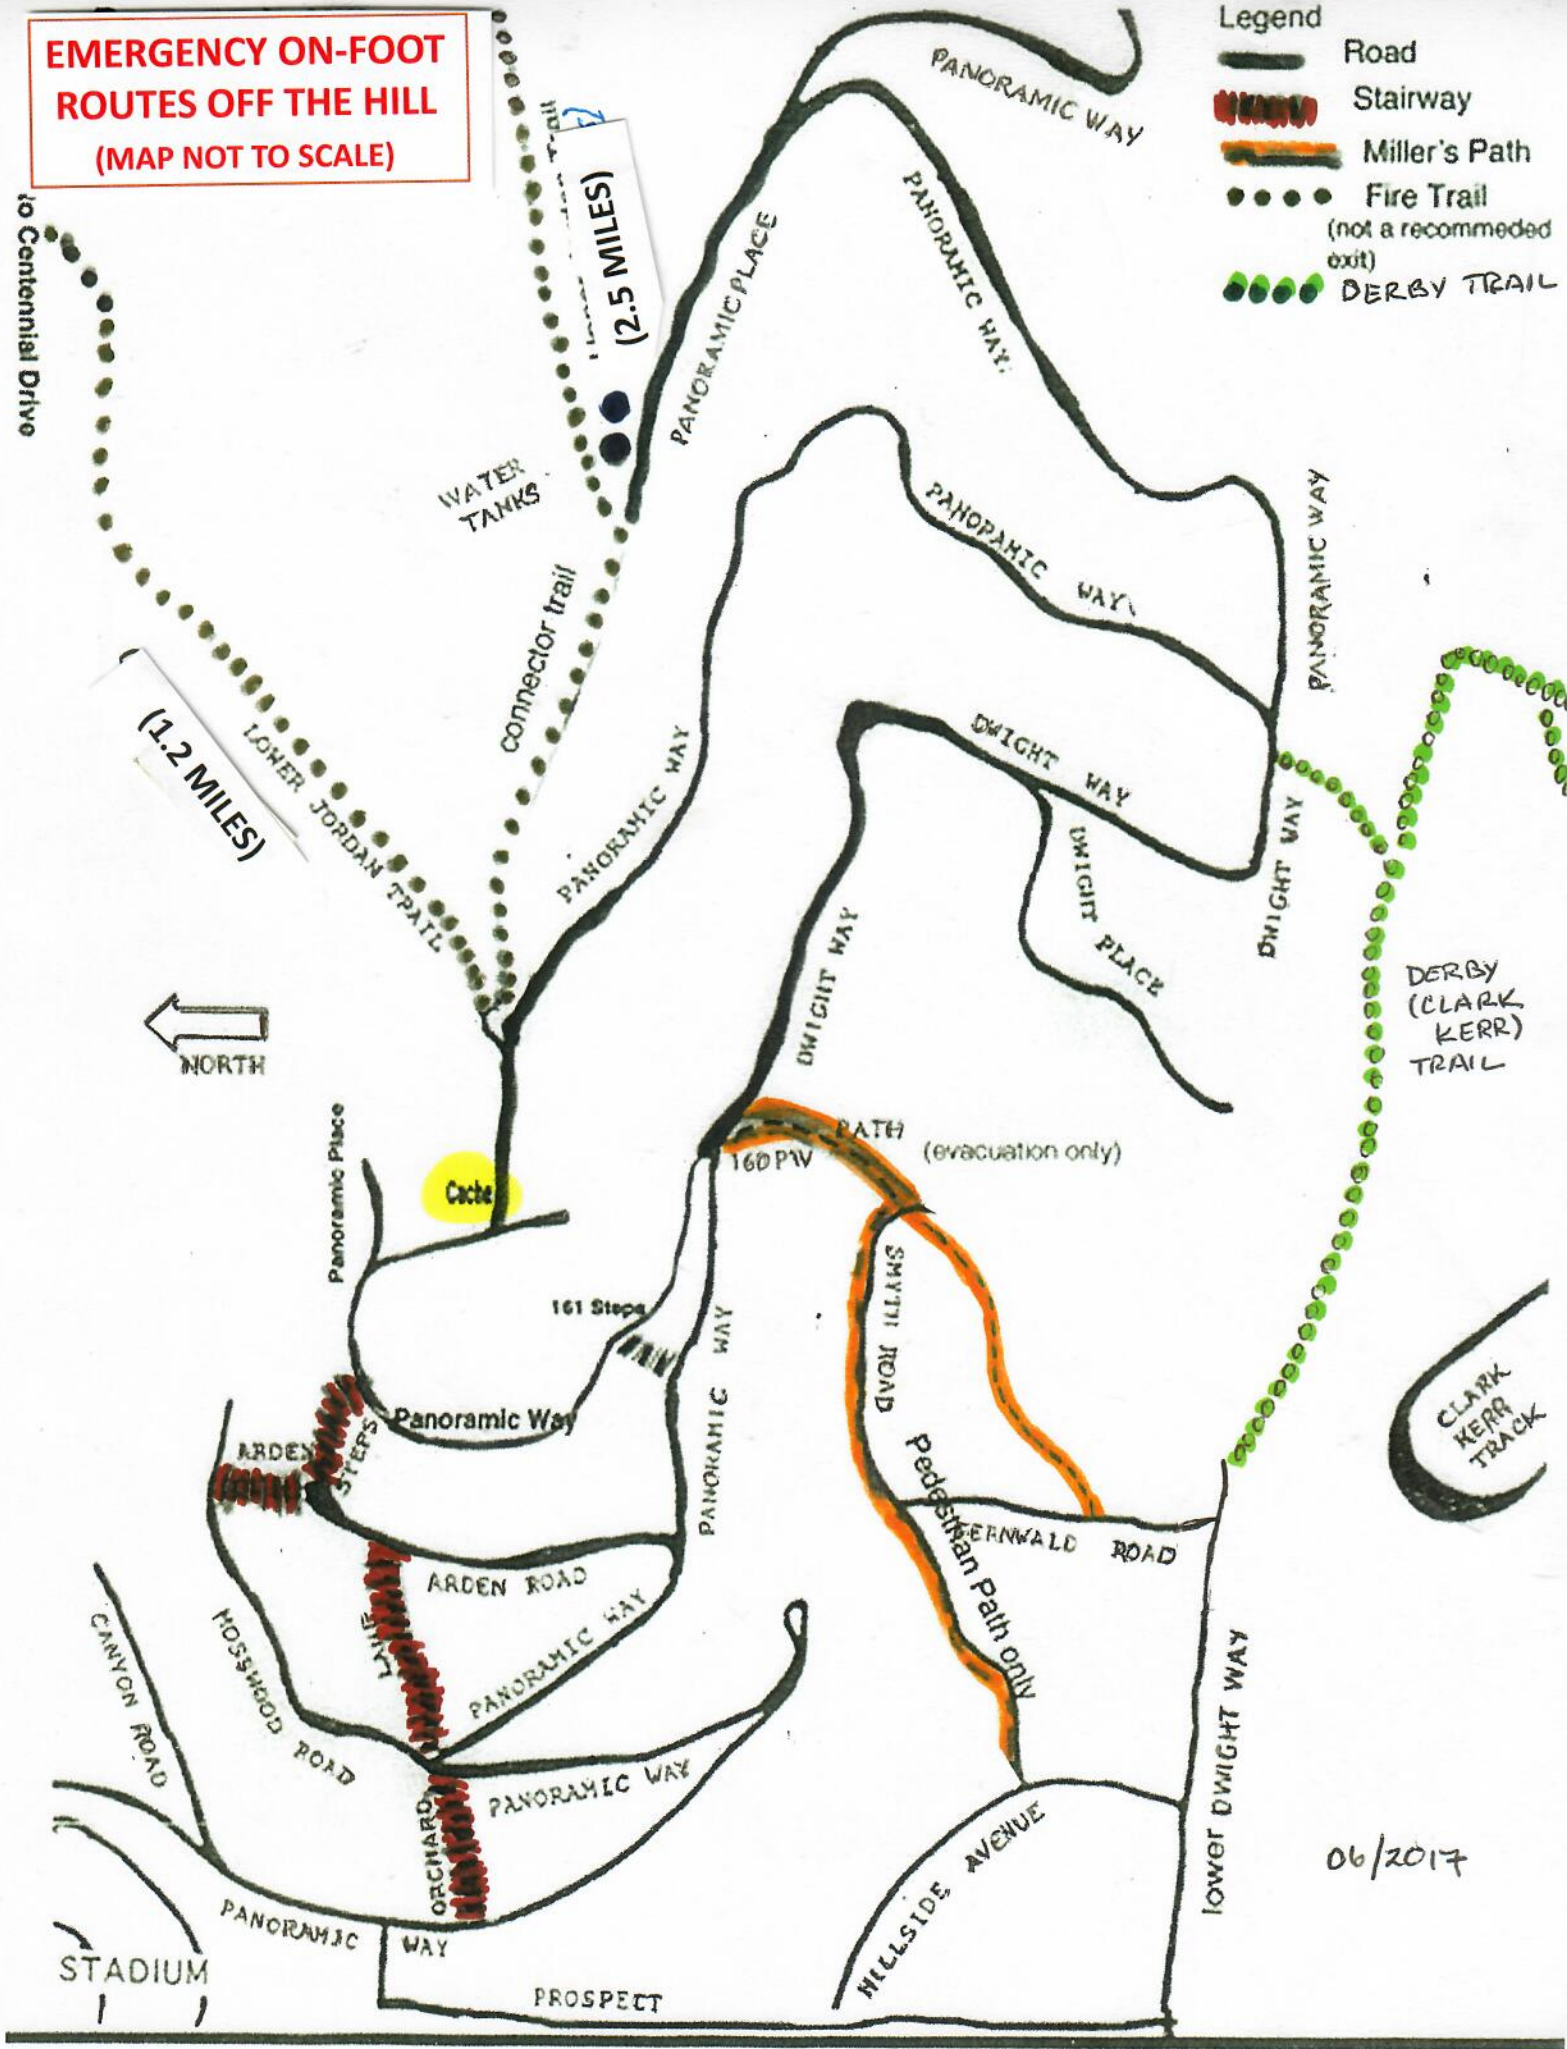 EMERGENCY ON-FOOT
ROUTES OFF THE HILL
(MAP NOT TO SCALE)
Legend
Road
Stairway
Miller's Path
Fire Trail
(not a recommeded
exit)
DERBY TRAIL
to Centennial Drive
(2.5 MILES)
PANORAMIC WAY
PANORAMIC PLACE
PANORAMIC WAY
WATER
TANKS
PANORAMIC WAY
PANORAMIC WAY
connector trail
(1.2 MILES)
LOWER JORDAN TRAIL
PANORAMIC WAY
DWIGHT WAY
DWIGHT WAY
DWIGHT PLACE
DWIGHT WAY
DERBY
(CLARK
KERR)
TRAIL
NORTH
Panoramic Place
Cache
PATH
(evacuation only)
160 PW
161 Steps
SMYTH ROAD
PANORAMIC WAY
Panoramic Way
ARDEN
STEPS
CLARK
KERR
TRACK
Pedestrian Path only
FERNWALD ROAD
ARDEN ROAD
LANE
PANORAMIC WAY
MOSSWOOD ROAD
CANYON ROAD
PANORAMIC WAY
ORCHARD
lower DWIGHT WAY
HILLSIDE AVENUE
06/2017
PANORAMIC WAY
STADIUM
PROSPECT